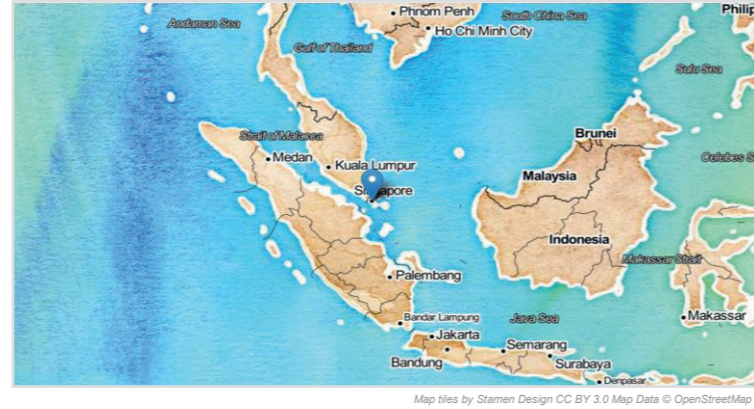 Phnom Penh
South China Sea
Philip
Andaman Sea
Ho Chi Minh City
Gulf of Thailand
Sulu Sea
Strait of Malacca
Brunei
Medan
Kuala Lumpur
Celebes S
Malaysia
Singapore
Indonesia
Makassar Strait
Palembang
Bandar Lampung
Java Sea
Makassar
Jakarta
Semarang
Bandung
Surabaya
Denpasar
Map tiles by Stamen Design CC BY 3.0 Map Data © OpenStreetMap